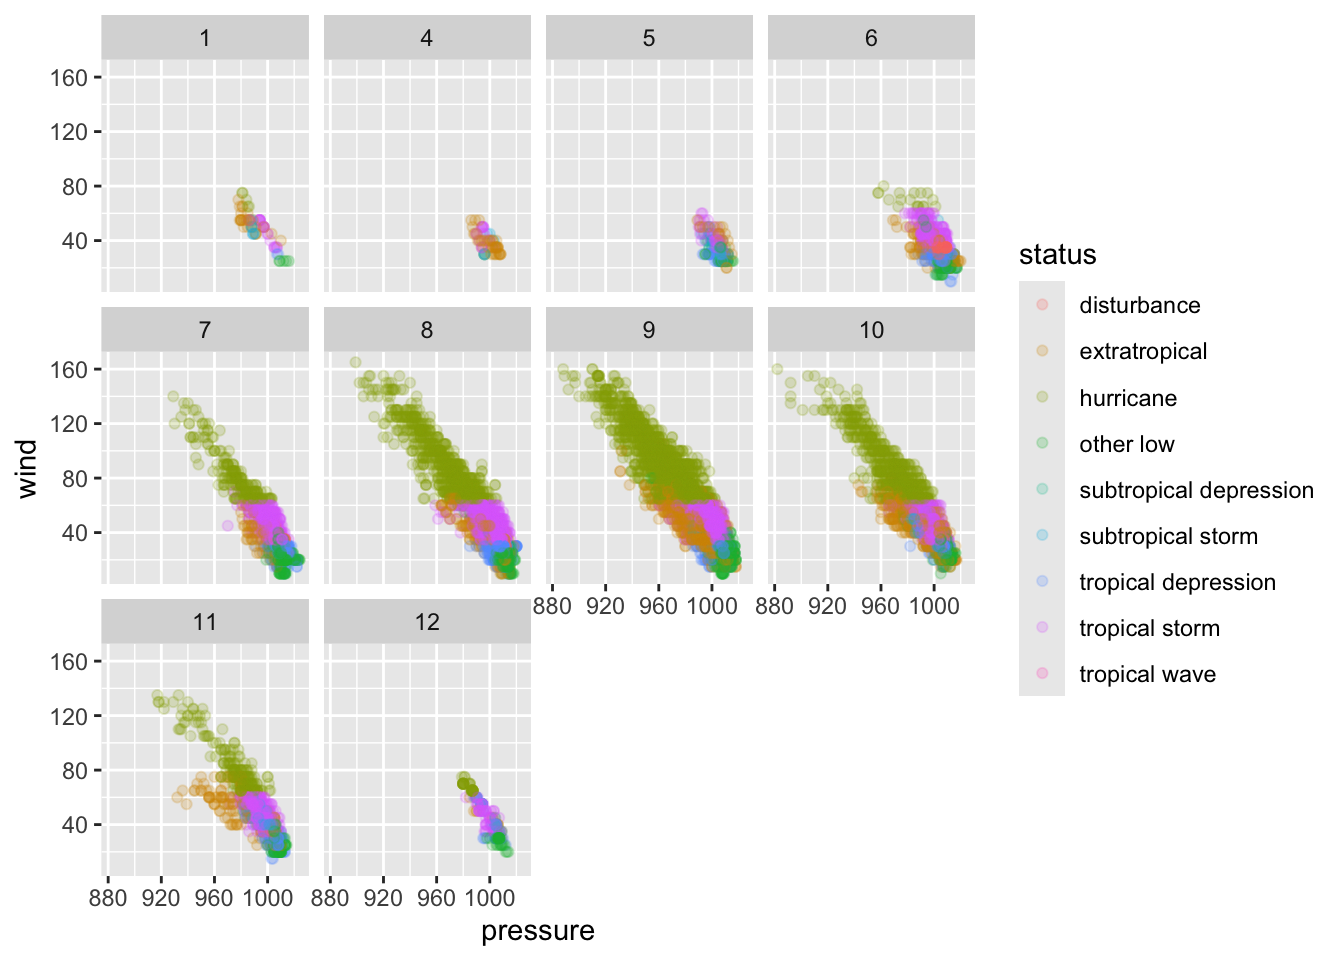 1 4 5 6
160
120
80
40
7 8 9 10
160
120
80
40
880 920 960 1000 880 920 960 1000
11 12
160
120
80
40
880 920 960 1000 880 920 960 1000
pressure
wind
status
disturbance
extratropical
hurricane
other low
subtropical depression
subtropical storm
tropical depression
tropical storm
tropical wave